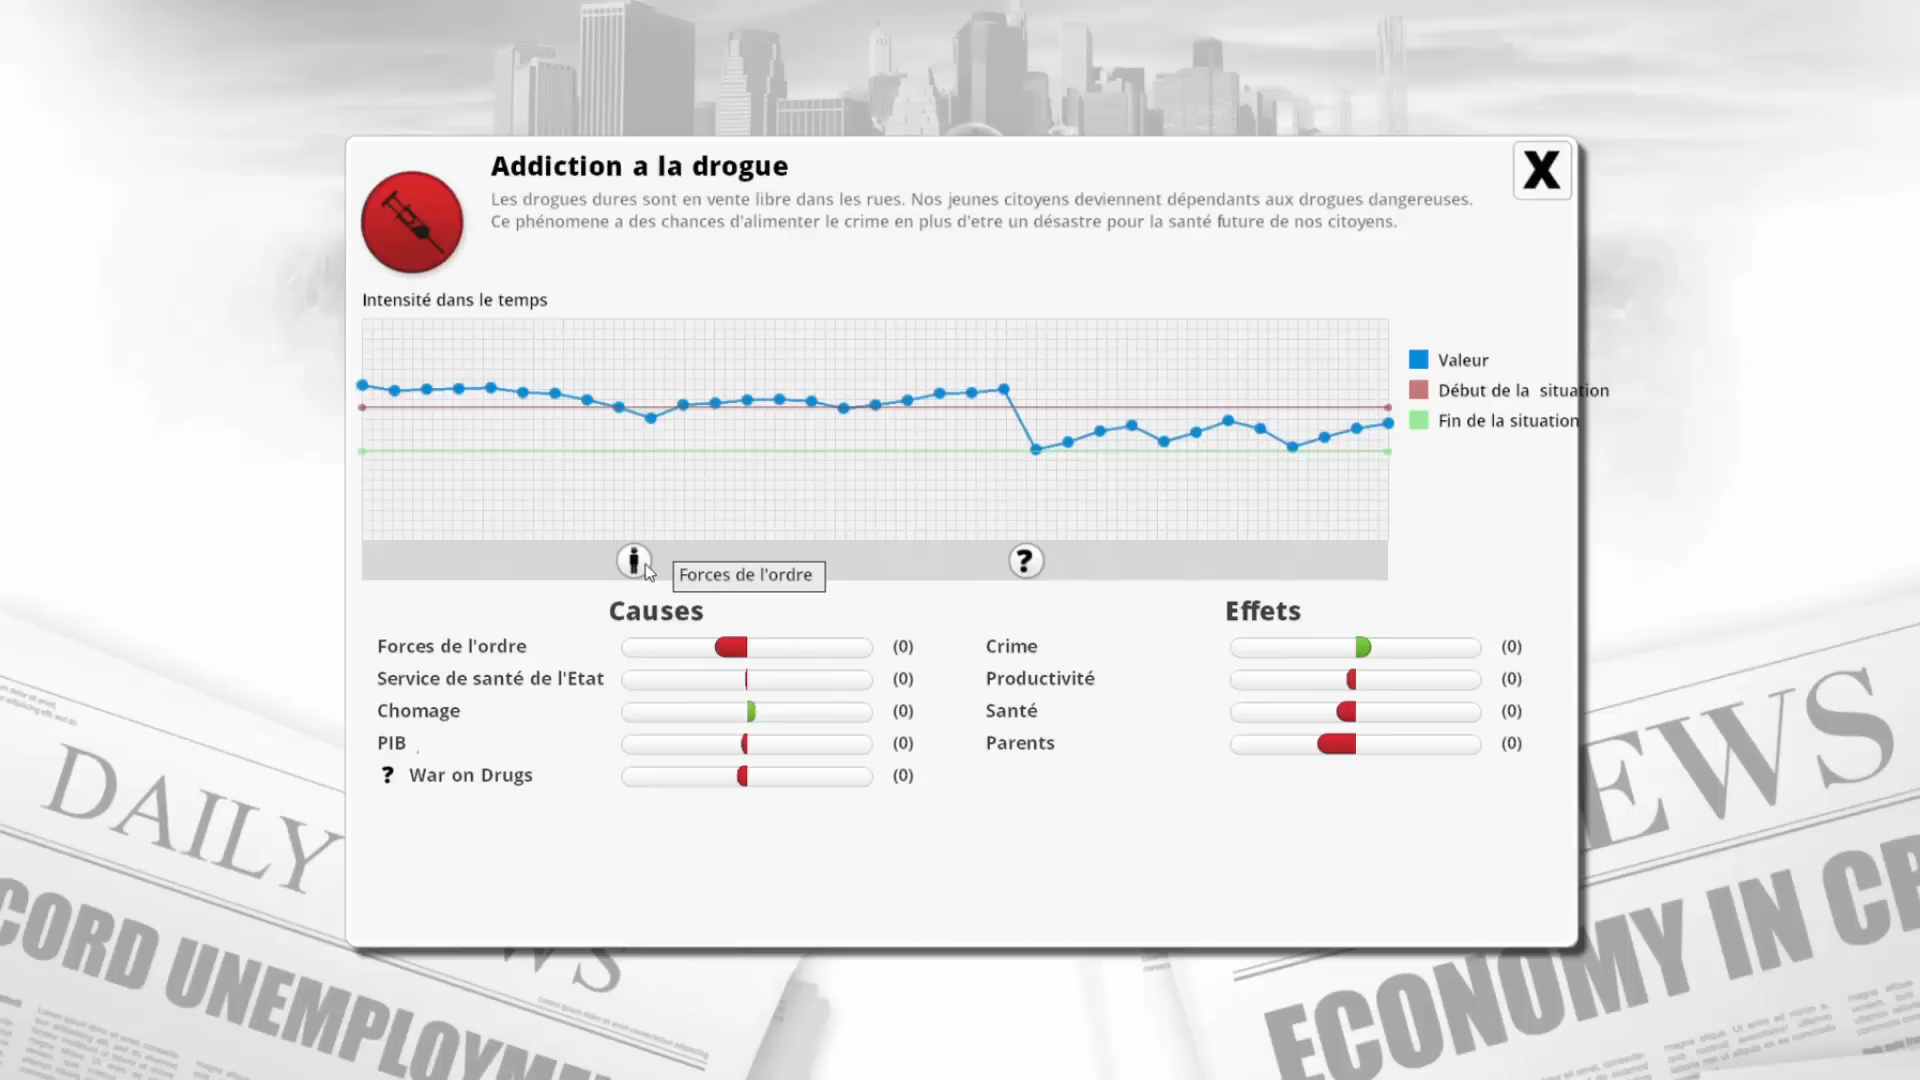 Addiction a la drogue
X
Les drogues dures sont en vente libre dans les rues. Nos jeunes citoyens deviennent dépendants aux drogues dangereuses.
Ce phénomene a des chances d'alimenter le crime en plus d'etre un désastre pour la santé future de nos citoyens.
Intensité dans le temps
Valeur
Début de la situation
Fin de la situation
?
Forces de l'ordre
Causes
Forces de l'ordre (0)
Service de santé de l'Etat (0)
Chomage (0)
PIB (0)
? War on Drugs (0)
Effets
Crime (0)
Productivité (0)
Santé (0)
Parents (0)
DAILY
EWS
WS
CORD UNEMPLOYME
ECONOMY IN CR